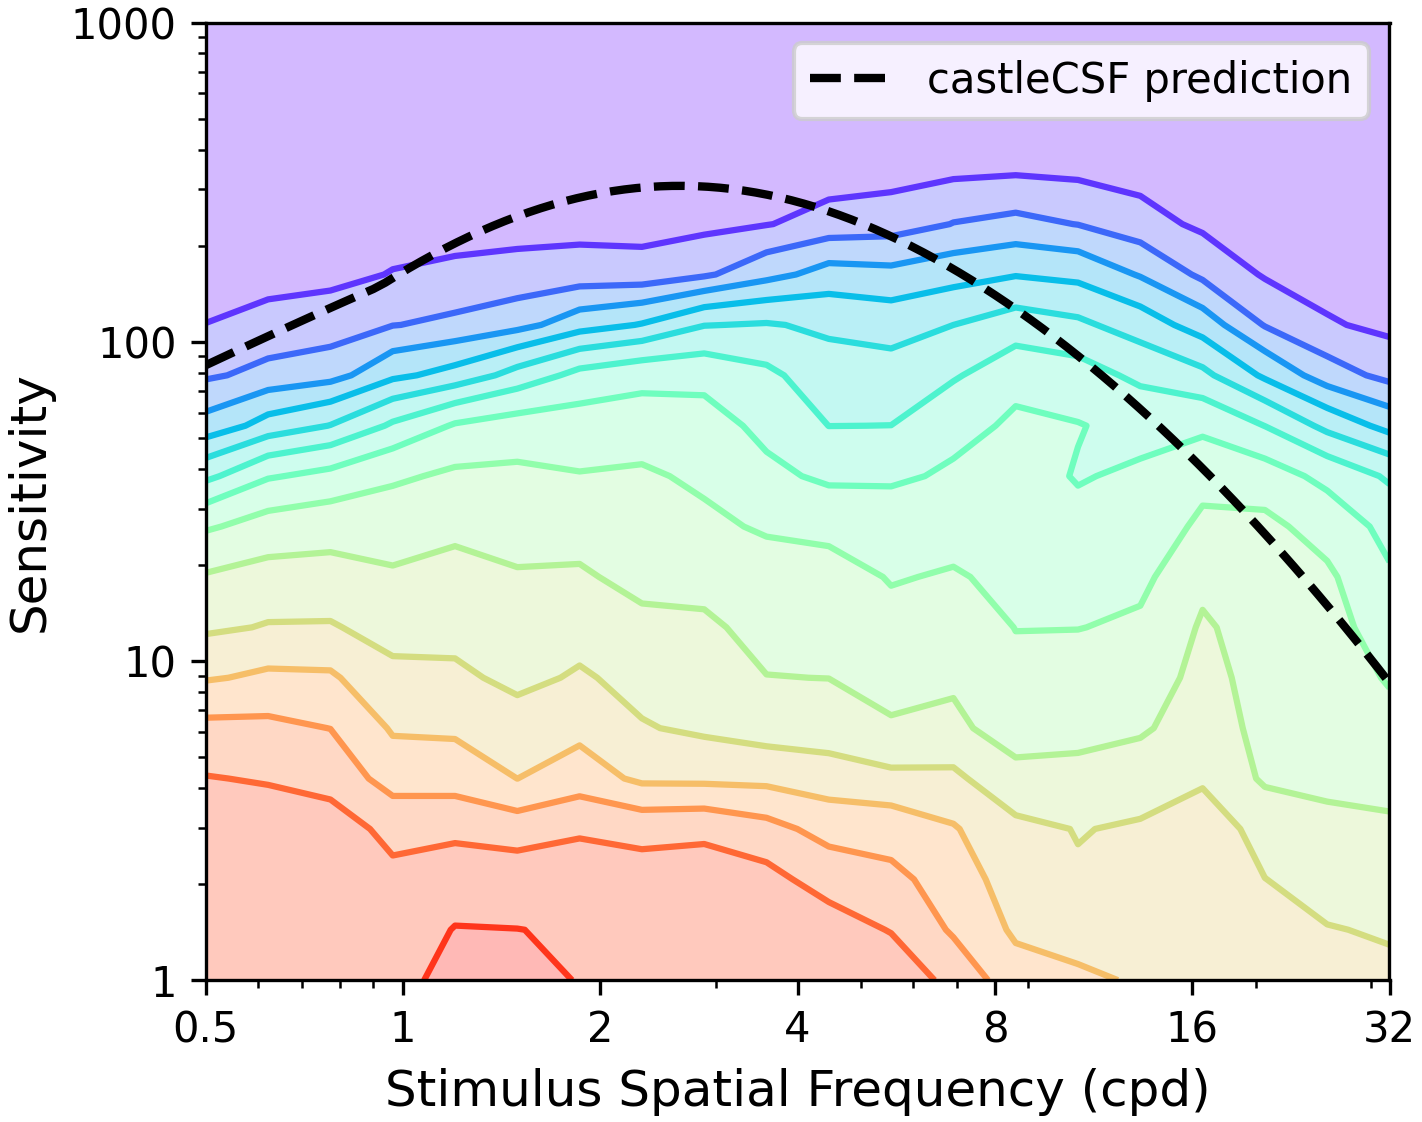 1000
castleCSF prediction
100
10
1
Sensitivity
0.5 1 2 4 8 16 32
Stimulus Spatial Frequency (cpd)